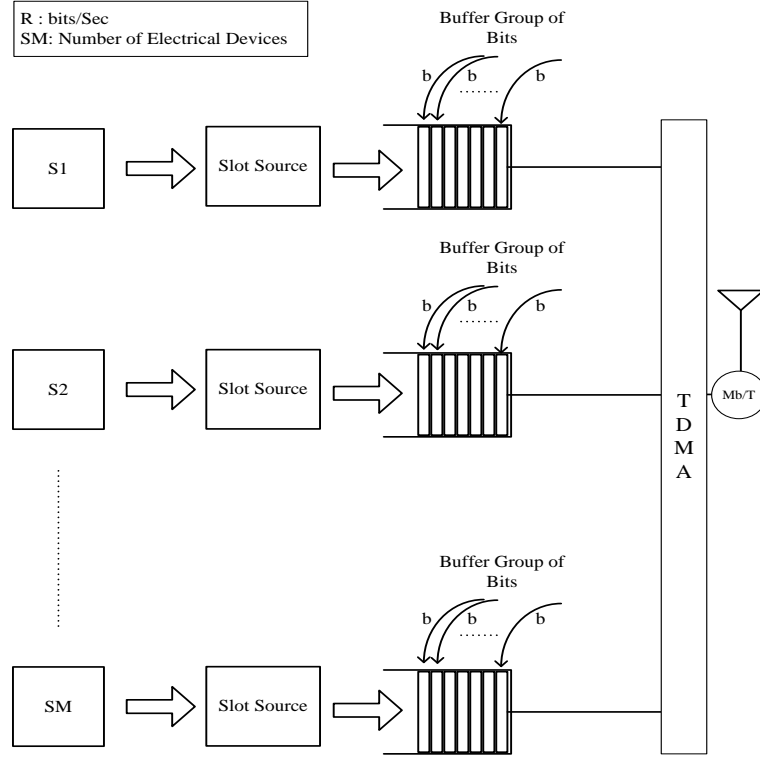 R : bits/Sec
SM: Number of Electrical Devices
Buffer Group of
Bits
b
b
.......
b
S1
Slot Source
Buffer Group of
Bits
b
b
.......
b
S2
Slot Source
T
D
M
A
Mb/T
Buffer Group of
Bits
b
b
.......
b
SM
Slot Source